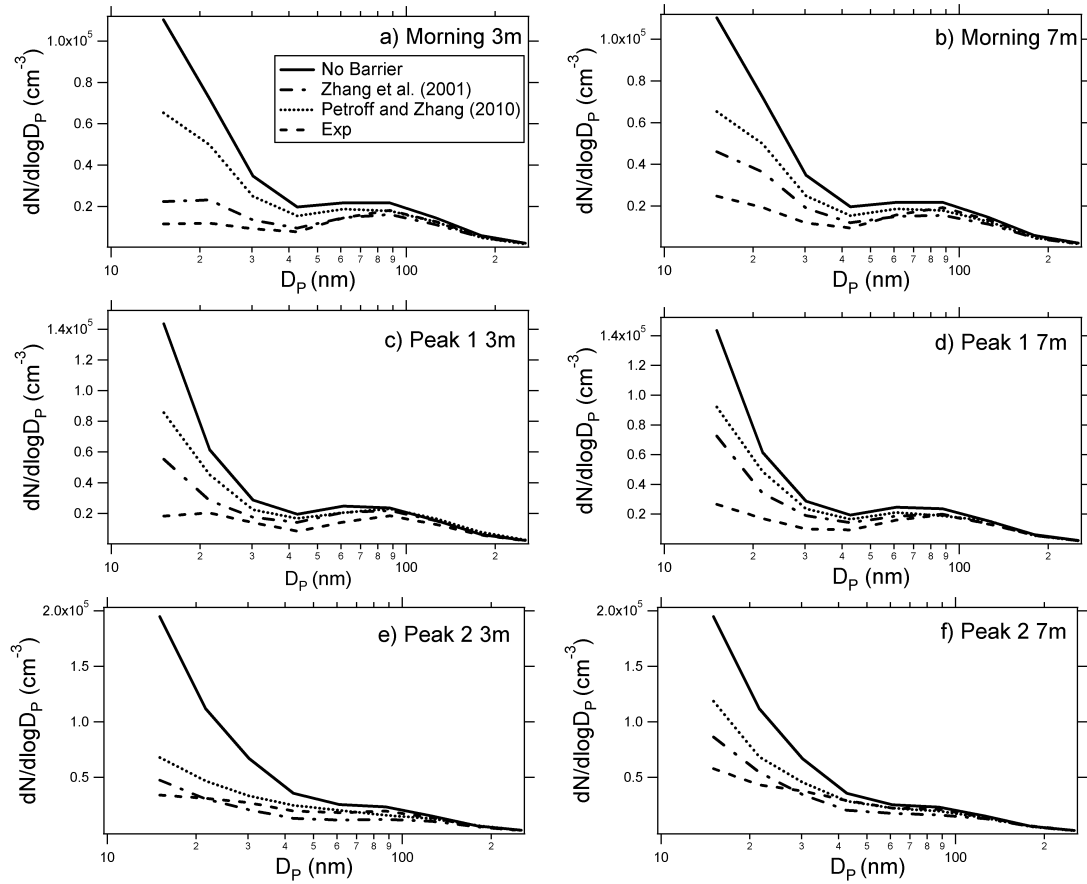 a) Morning 3m
No Barrier
Zhang et al. (2001)
Petroff and Zhang (2010)
Exp
dN/dlogD_P (cm^-3)
1.0x10^5
0.8
0.6
0.4
0.2
10 2 3 4 5 6 7 8 9 100 2
D_P (nm)
b) Morning 7m
dN/dlogD_P (cm^-3)
1.0x10^5
0.8
0.6
0.4
0.2
10 2 3 4 5 6 7 8 9 100 2
D_P (nm)
c) Peak 1 3m
dN/dlogD_P (cm^-3)
1.4x10^5
1.2
1.0
0.8
0.6
0.4
0.2
10 2 3 4 5 6 7 8 9 100 2
D_P (nm)
d) Peak 1 7m
dN/dlogD_P (cm^-3)
1.4x10^5
1.2
1.0
0.8
0.6
0.4
0.2
10 2 3 4 5 6 7 8 9 100 2
D_P (nm)
e) Peak 2 3m
dN/dlogD_P (cm^-3)
2.0x10^5
1.5
1.0
0.5
10 2 3 4 5 6 7 8 9 100 2
D_P (nm)
f) Peak 2 7m
dN/dlogD_P (cm^-3)
2.0x10^5
1.5
1.0
0.5
10 2 3 4 5 6 7 8 9 100 2
D_P (nm)